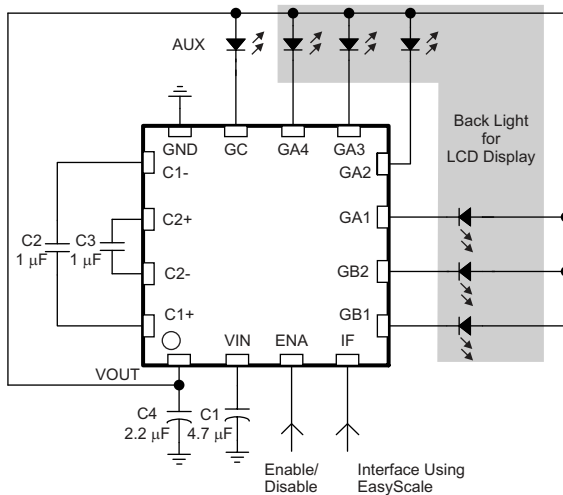 AUX
Back Light
for
LCD Display
GND
GC
GA4
GA3
C1-
GA2
C2+
GA1
C2
1 µF
C3
1 µF
C2-
GB2
C1+
GB1
VIN
ENA
IF
VOUT
C4
2.2 µF
C1
4.7 µF
Enable/
Disable
Interface Using
EasyScale